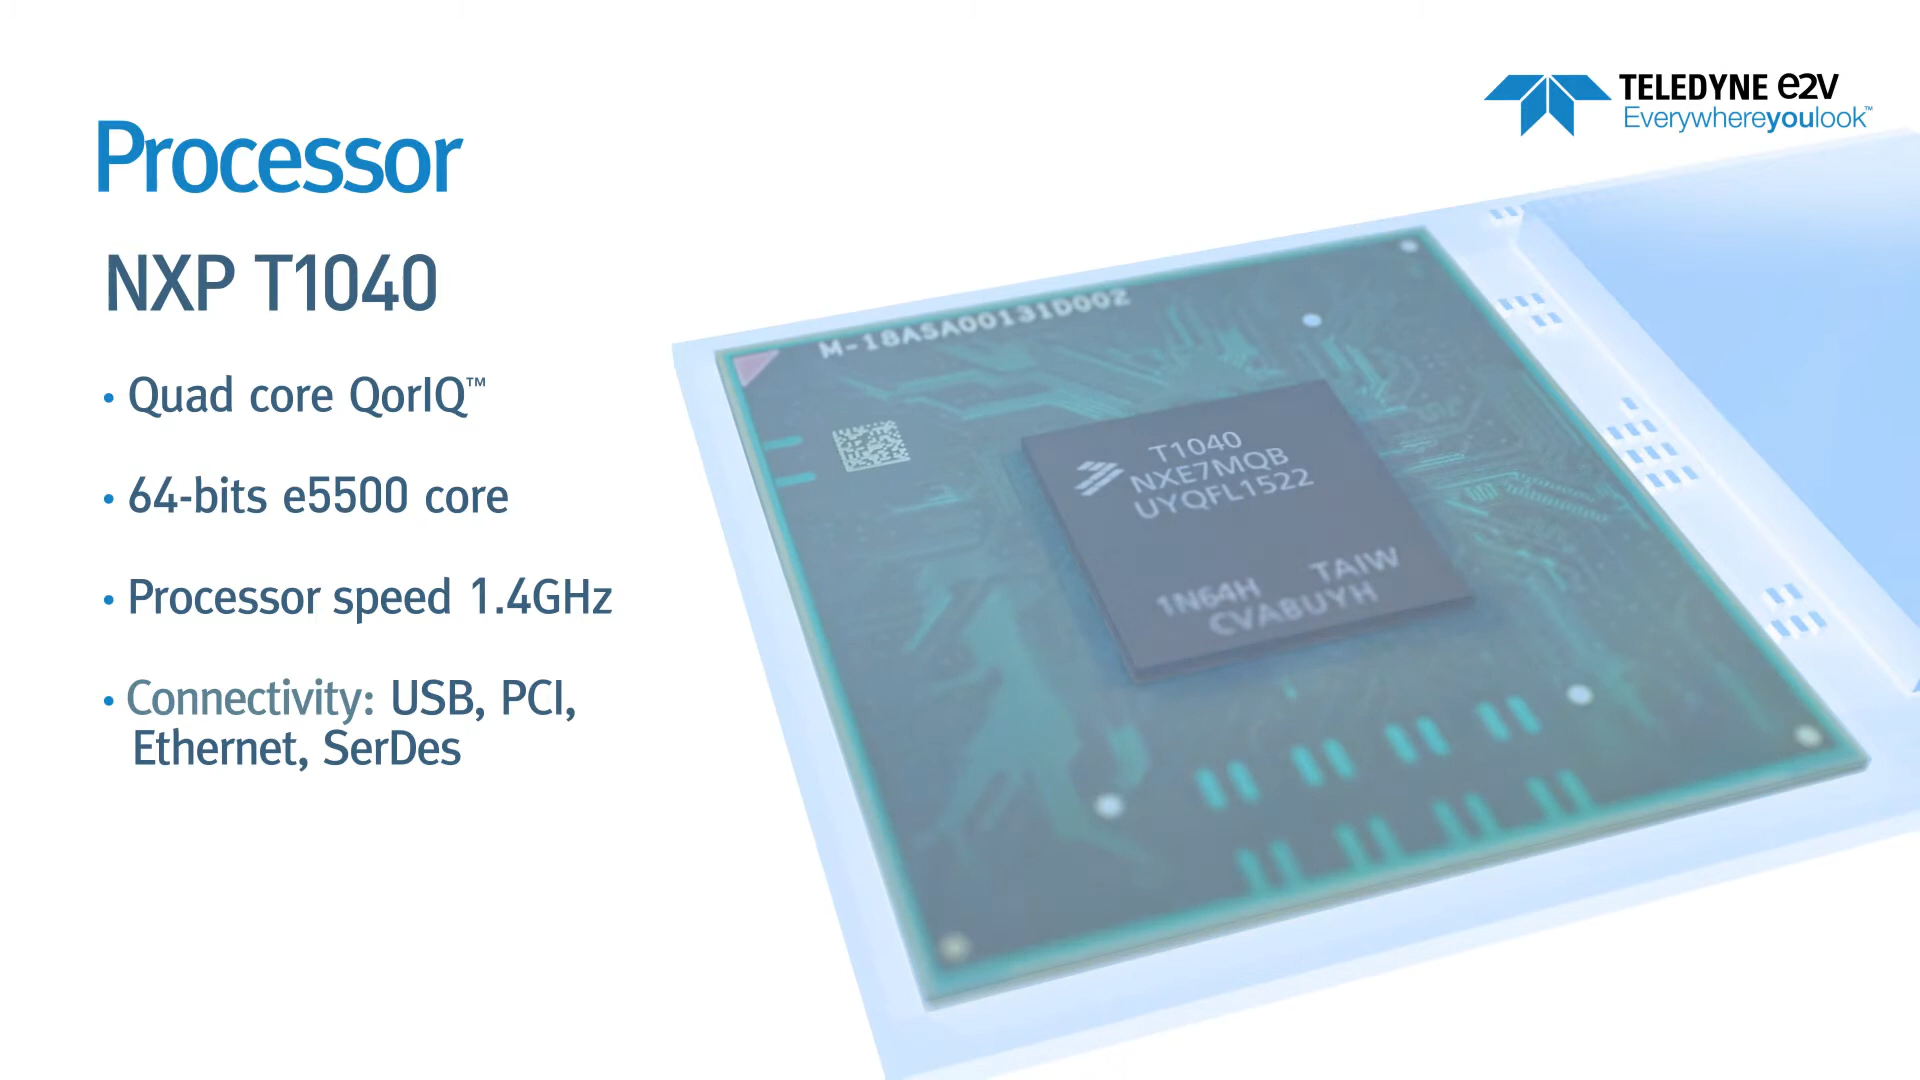 TELEDYNE e2v
Everywhereyoulook™
Processor
NXP T1040
• Quad core QorIQ™
• 64-bits e5500 core
• Processor speed 1.4GHz
• Connectivity: USB, PCI,
Ethernet, SerDes
M-18ASA00131D002
T1040
NXE7MQB
UYQFL1522
1N64H TAIW
CVABUYH